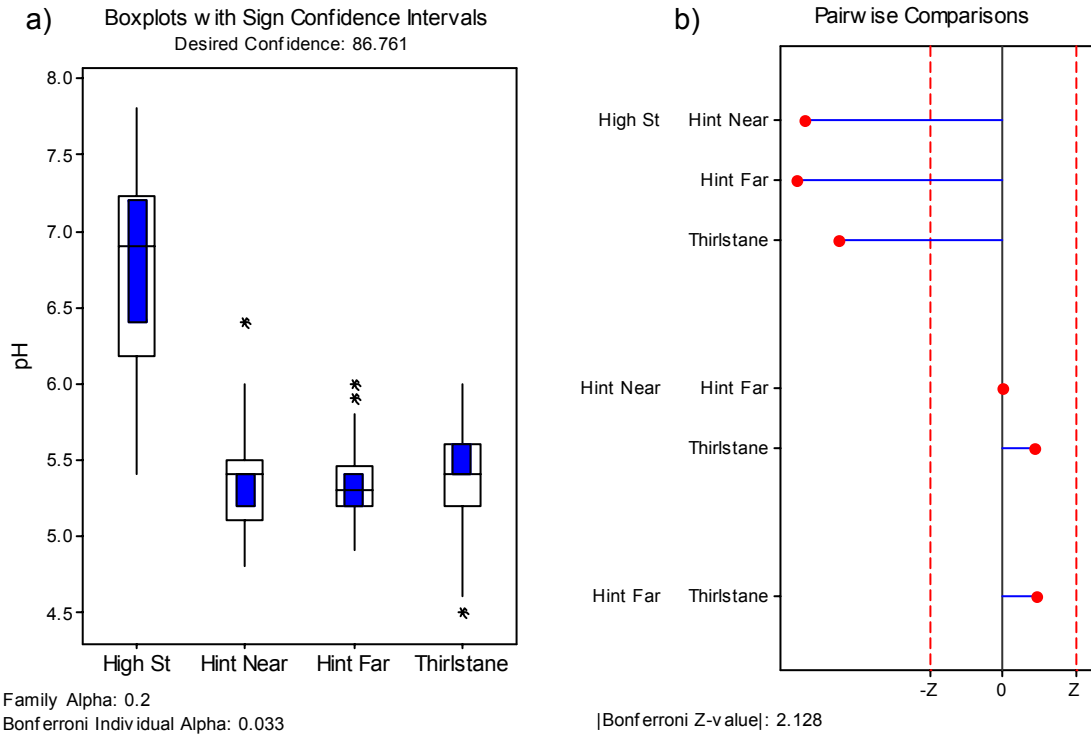 a)
Boxplots with Sign Confidence Intervals
Desired Confidence: 86.761
8.0
7.5
7.0
6.5
6.0
5.5
5.0
4.5
pH
High St Hint Near Hint Far Thirlstane
Family Alpha: 0.2
Bonferroni Individual Alpha: 0.033
b)
Pairwise Comparisons
High St Hint Near
Hint Far
Thirlstane
Hint Near Hint Far
Thirlstane
Hint Far Thirlstane
-Z 0 Z
|Bonferroni Z-value|: 2.128